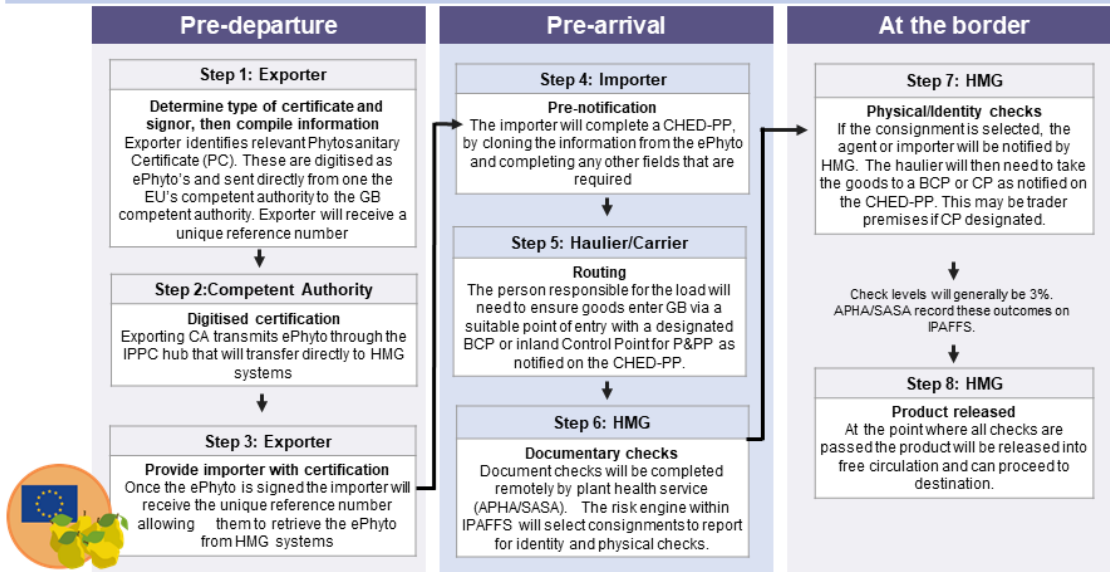 Pre-departure
Step 1: Exporter
Determine type of certificate and
signor, then compile information
Exporter identifies relevant Phytosanitary
Certificate (PC). These are digitised as
ePhyto's and sent directly from one the
EU's competent authority to the GB
competent authority. Exporter will receive a
unique reference number
Step 2:Competent Authority
Digitised certification
Exporting CA transmits ePhyto through the
IPPC hub that will transfer directly to HMG
systems
Step 3: Exporter
Provide importer with certification
Once the ePhyto is signed the importer will
receive the unique reference number
allowing them to retrieve the ePhyto
from HMG systems
Pre-arrival
Step 4: Importer
Pre-notification
The importer will complete a CHED-PP,
by cloning the information from the ePhyto
and completing any other fields that are
required
Step 5: Haulier/Carrier
Routing
The person responsible for the load will
need to ensure goods enter GB via a
suitable point of entry with a designated
BCP or inland Control Point for P&PP as
notified on the CHED-PP.
Step 6: HMG
Documentary checks
Document checks will be completed
remotely by plant health service
(APHA/SASA). The risk engine within
IPAFFS will select consignments to report
for identity and physical checks.
At the border
Step 7: HMG
Physical/Identity checks
If the consignment is selected, the
agent or importer will be notified by
HMG. The haulier will then need to take
the goods to a BCP or CP as notified on
the CHED-PP. This may be trader
premises if CP designated.
Check levels will generally be 3%.
APHA/SASA record these outcomes on
IPAFFS.
Step 8: HMG
Product released
At the point where all checks are
passed the product will be released into
free circulation and can proceed to
destination.